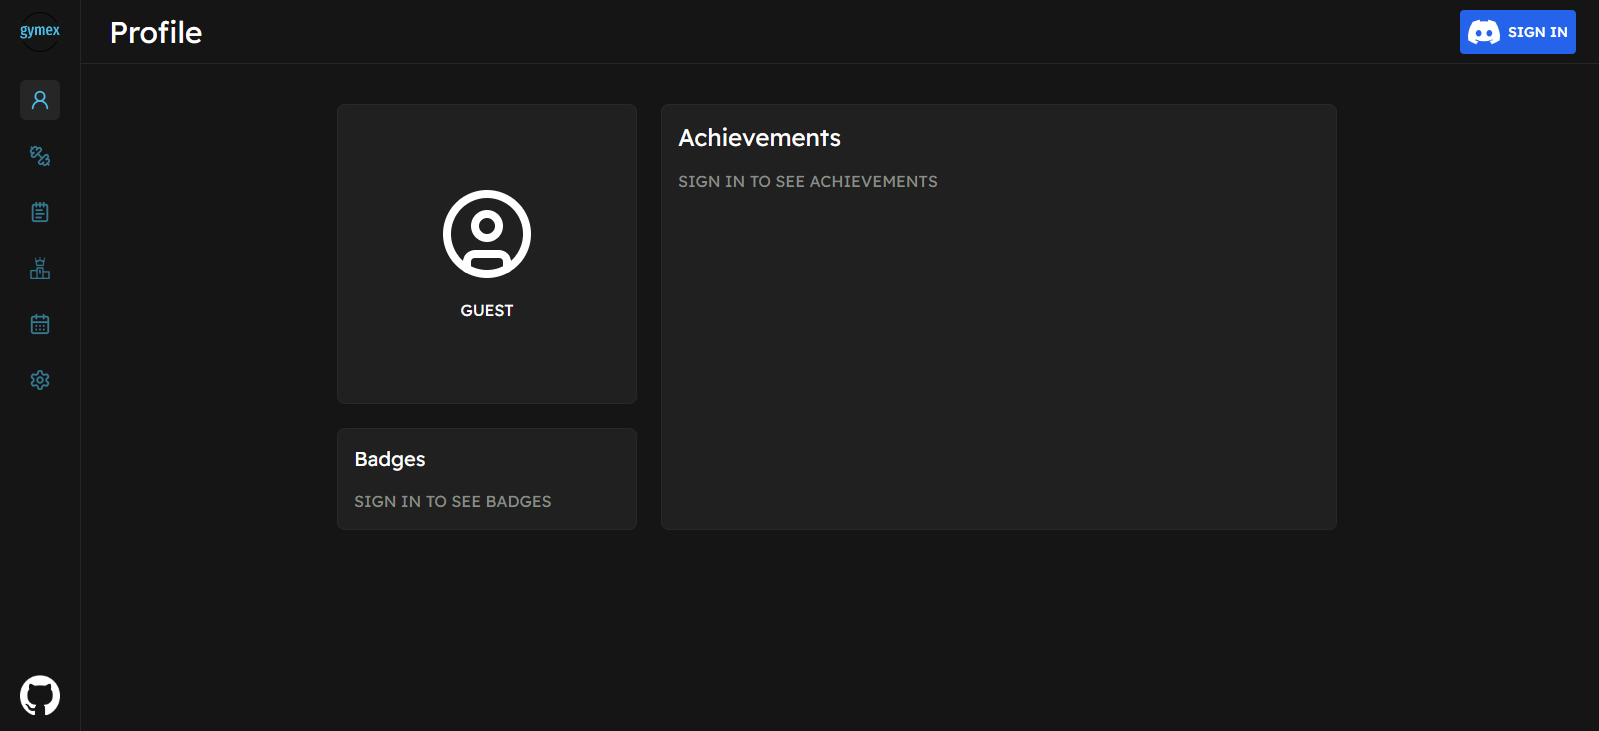 gymex
Profile
SIGN IN
GUEST
Achievements
SIGN IN TO SEE ACHIEVEMENTS
Badges
SIGN IN TO SEE BADGES